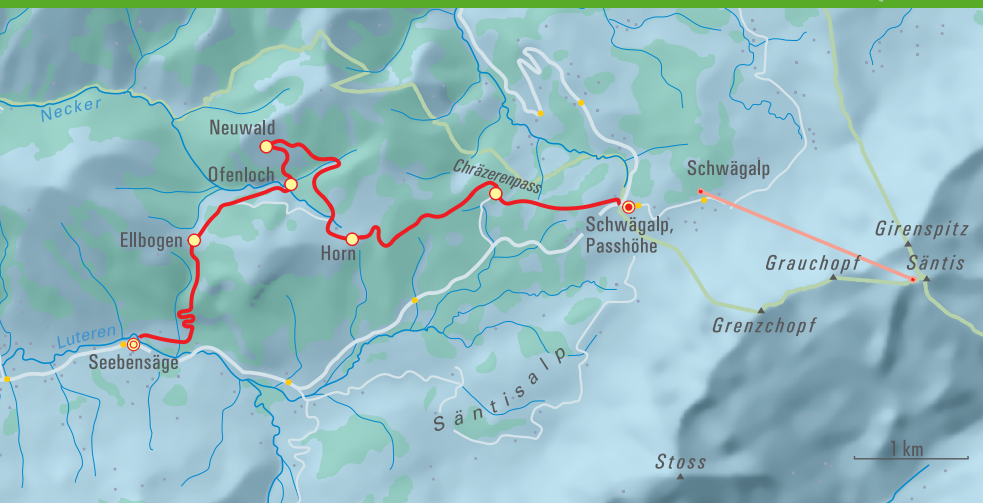 Necker
Neuwald
Ofenloch
Chräzerenpass
Schwägalp
Schwägalp,
Passhöhe
Ellbogen
Horn
Girenspitz
Grauchopf
Säntis
Grenzchopf
Luteren
Seebensäge
Säntisalp
Stoss
1 km